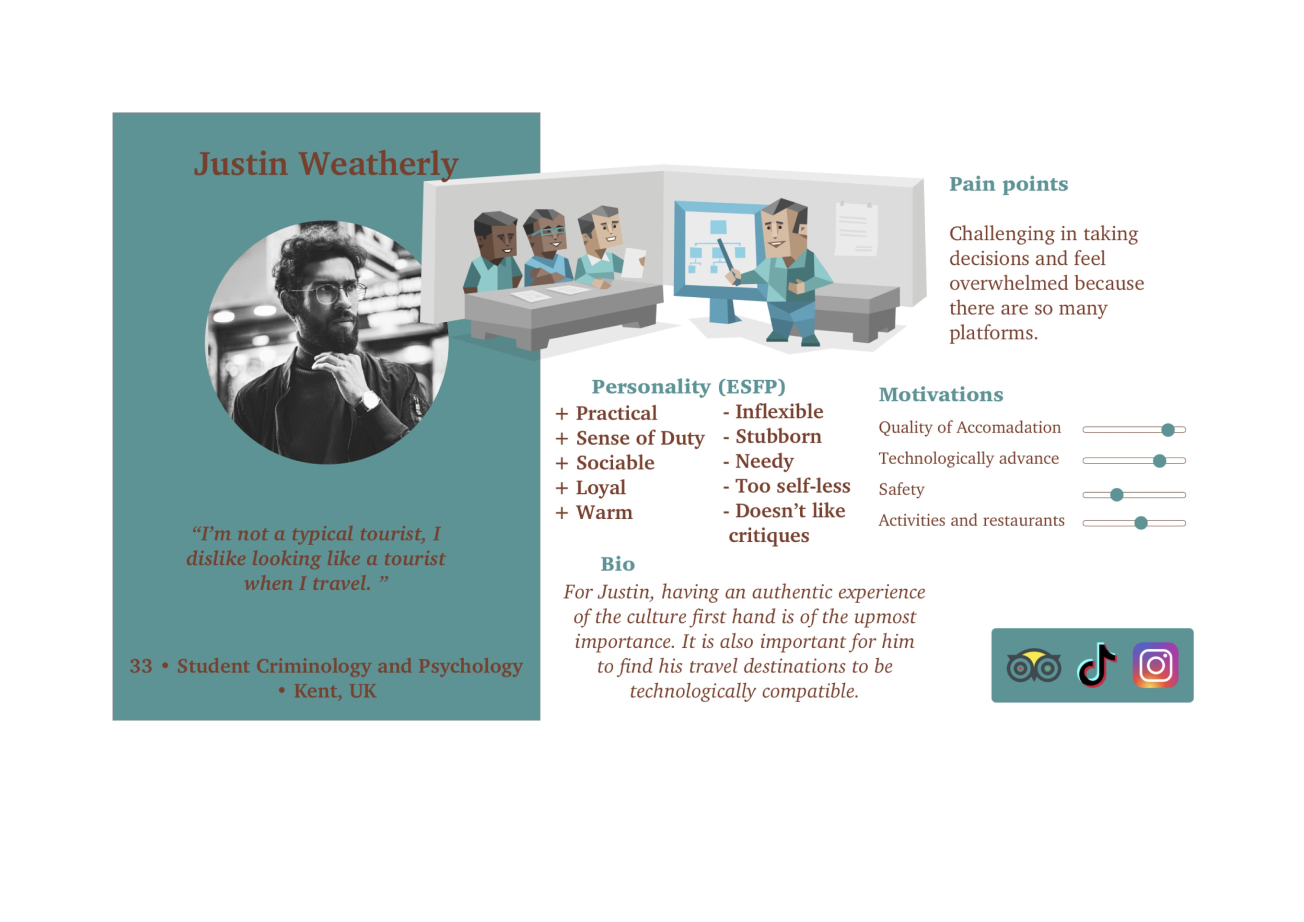 Justin Weatherly
“I’m not a typical tourist, I
dislike looking like a tourist
when I travel. ”
33 • Student Criminology and Psychology
• Kent, UK
Personality (ESFP)
+ Practical
+ Sense of Duty
+ Sociable
+ Loyal
+ Warm
- Inflexible
- Stubborn
- Needy
- Too self-less
- Doesn’t like
critiques
Bio
For Justin, having an authentic experience
of the culture first hand is of the upmost
importance. It is also important for him
to find his travel destinations to be
technologically compatible.
Pain points
Challenging in taking
decisions and feel
overwhelmed because
there are so many
platforms.
Motivations
Quality of Accomadation
Technologically advance
Safety
Activities and restaurants